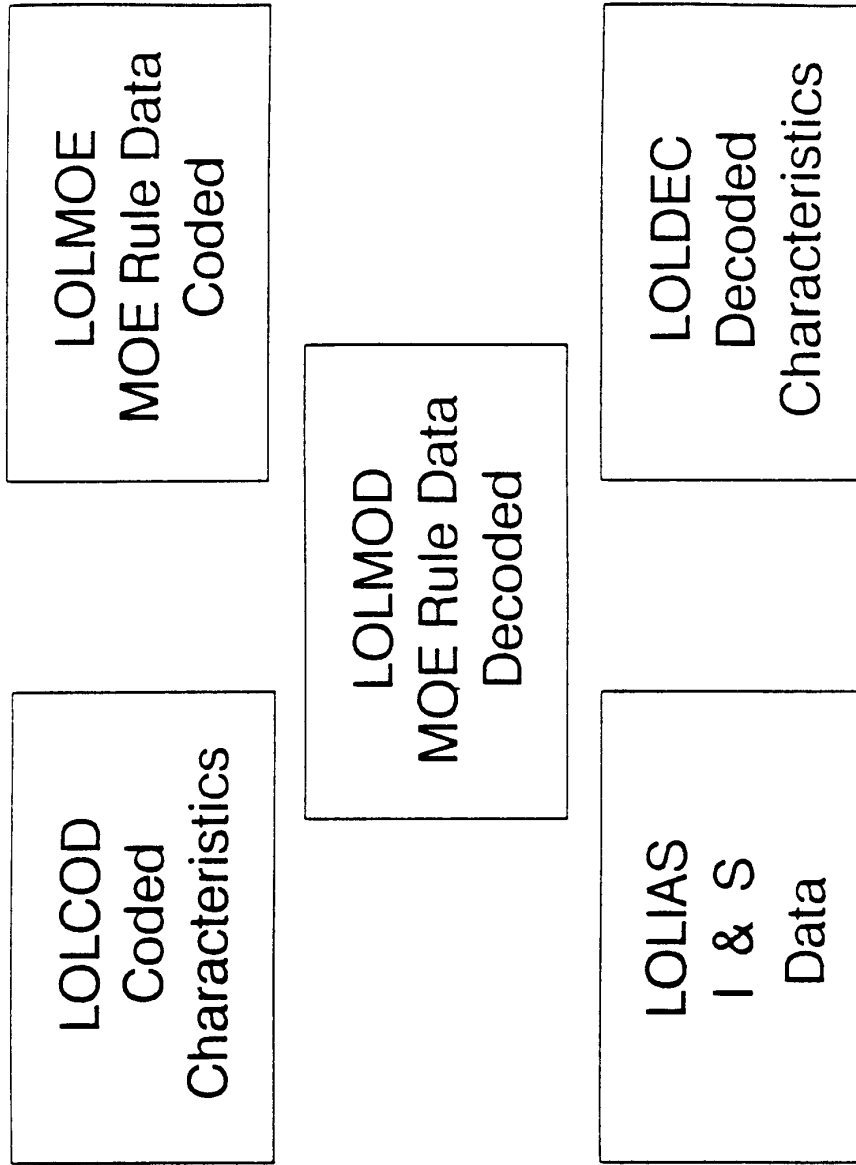 LOLCOD
Coded
Characteristics
LOLMOE
MOE Rule Data
Coded
LOLMOD
MOE Rule Data
Decoded
LOLIAS
I & S
Data
LOLDEC
Decoded
Characteristics